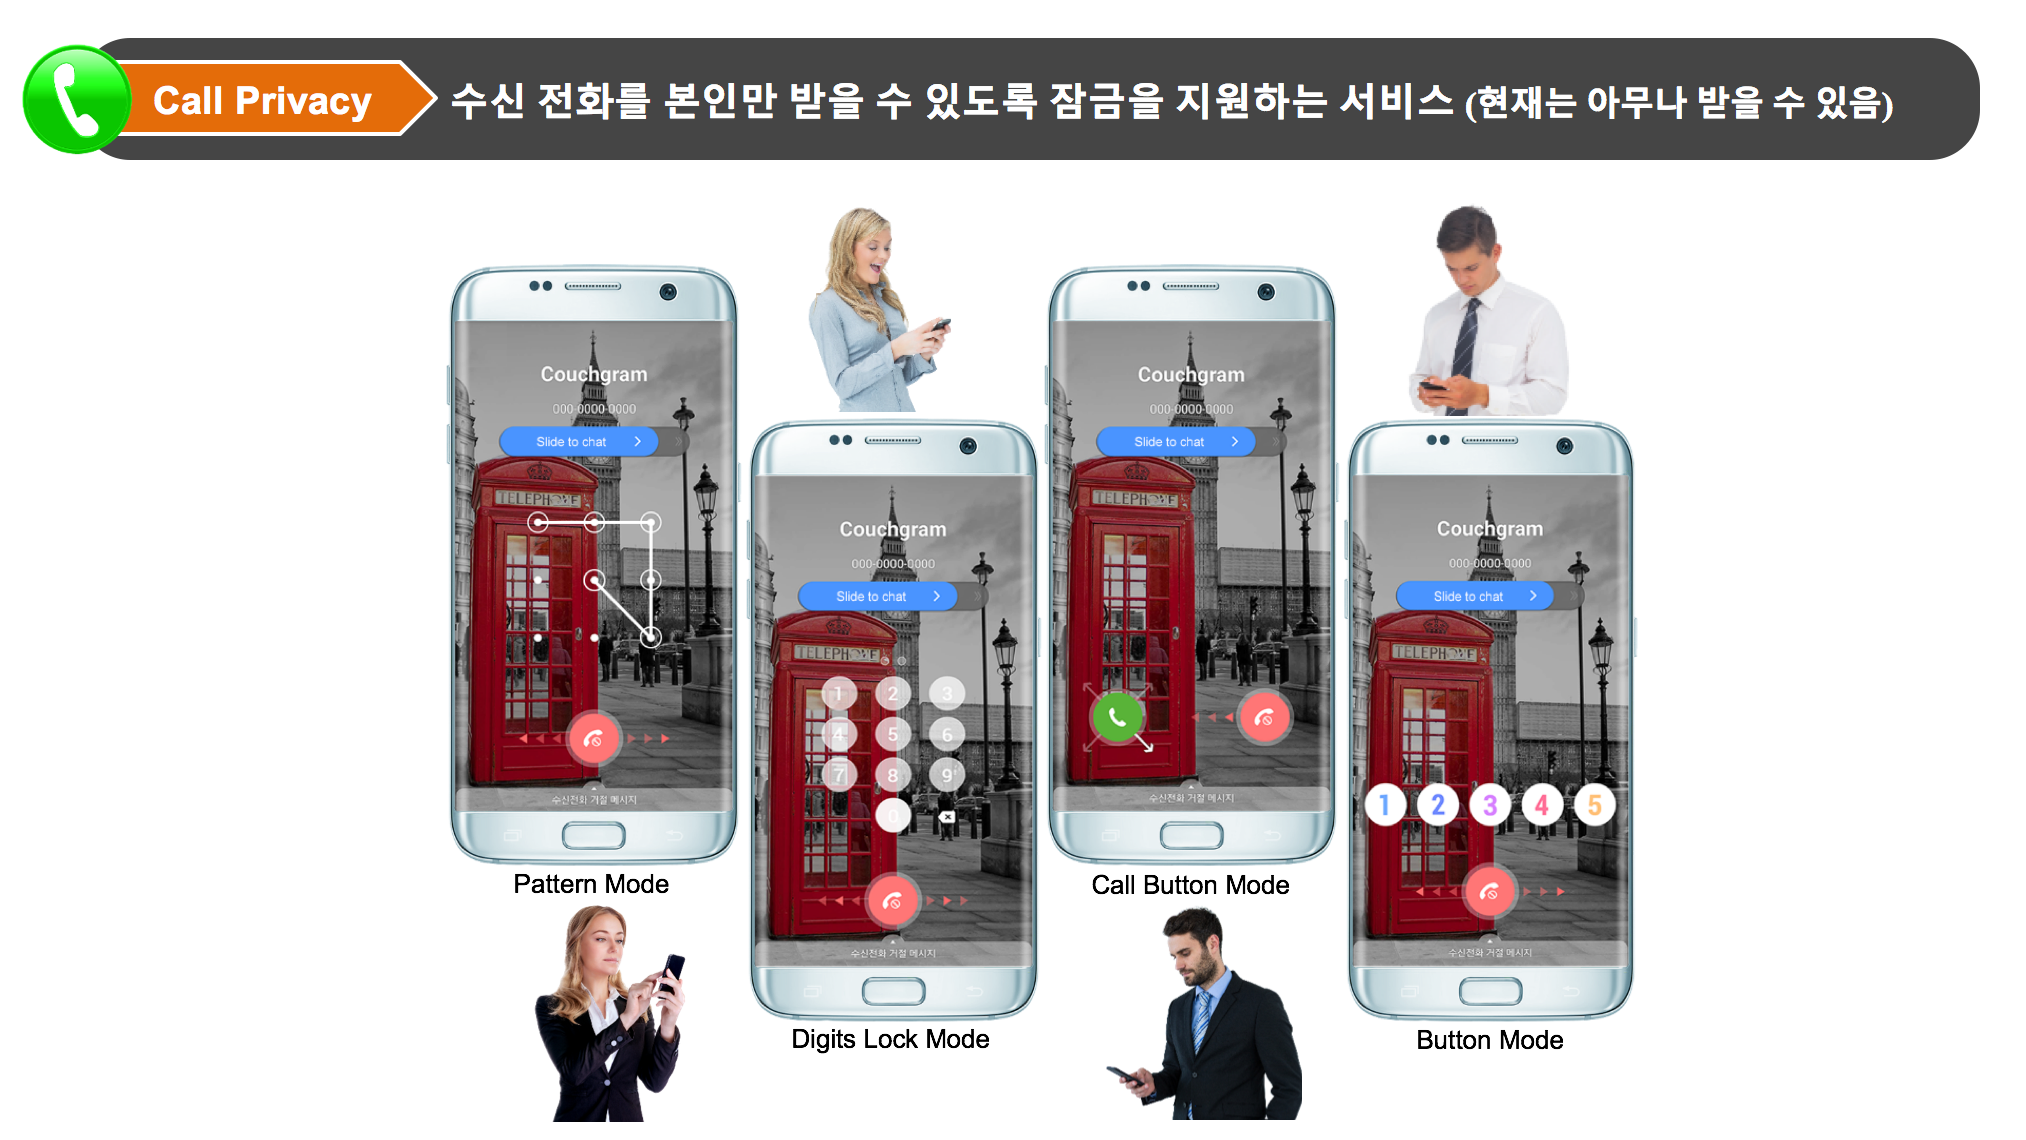 Call Privacy
수신 전화를 본인만 받을 수 있도록 잠금을 지원하는 서비스 (현재는 아무나 받을 수 있음)
Couchgram
000-0000-0000
Slide to chat
TELEPHONE
수신전화 거절 메시지
Pattern Mode
Couchgram
000-0000-0000
Slide to chat
TELEPHONE
1 2 3
4 5 6
7 8 9
0
수신전화 거절 메시지
Digits Lock Mode
Couchgram
000-0000-0000
Slide to chat
TELEPHONE
수신전화 거절 메시지
Call Button Mode
Couchgram
000-0000-0000
Slide to chat
TELEPHONE
1 2 3 4 5
수신전화 거절 메시지
Button Mode